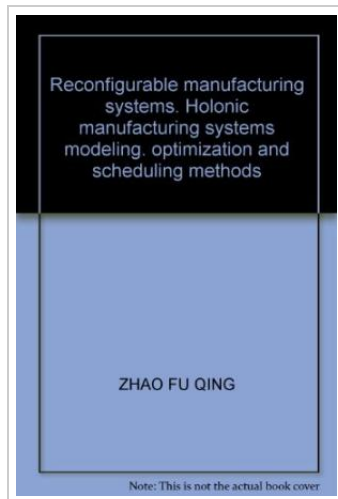 Reconfigurable manufacturing
systems. Holonic
manufacturing systems
modeling. optimization and
scheduling methods
ZHAO FU QING
Note: This is not the actual book cover